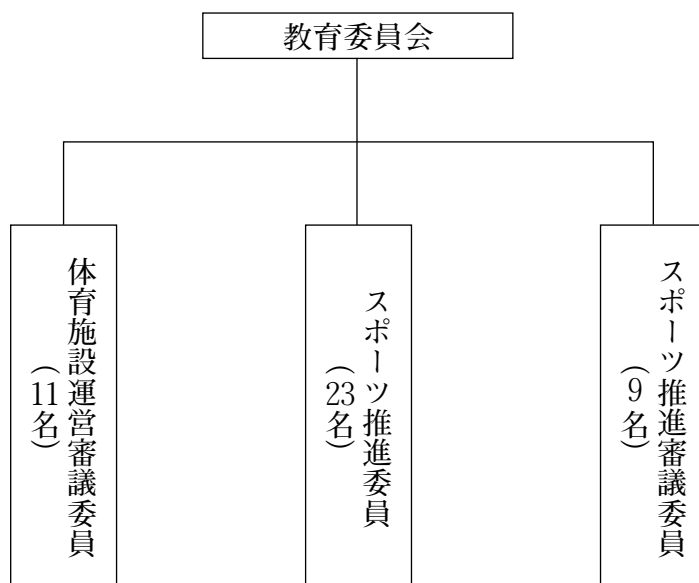 教育委員会
体育施設運営審議委員
（11名）
スポーツ推進委員
（23名）
スポーツ推進審議委員
（9名）